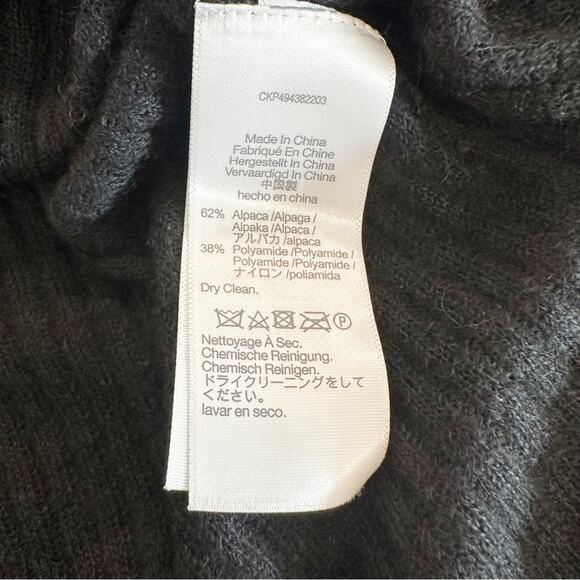 CKP494382203
Made In China
Fabriqué En Chine
Hergestellt In China
Vervaardigd In China
中国製
hecho en china
62% Alpaca /Alpaga /
Alpaka /Alpaca /
アルパカ /alpaca
38% Polyamide /Polyamide /
Polyamide /Polyamide /
ナイロン /poliamida
Dry Clean.
P
Nettoyage À Sec.
Chemische Reinigung.
Chemisch Reinigen.
ドライクリーニングをして
ください。
lavar en seco.